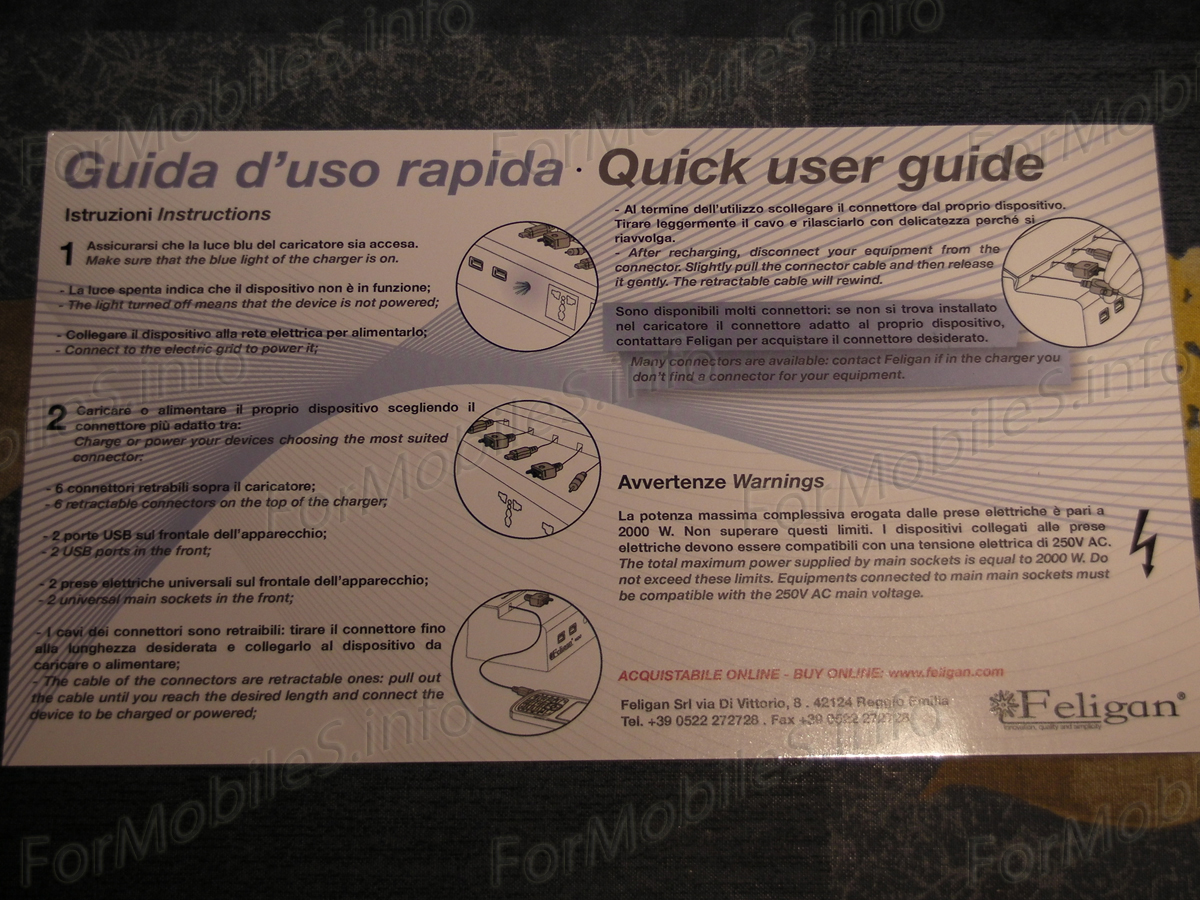 Guida d'uso rapida · Quick user guide
Istruzioni Instructions
1 Assicurarsi che la luce blu del caricatore sia accesa.
Make sure that the blue light of the charger is on.
- La luce spenta indica che il dispositivo non è in funzione;
- The light turned off means that the device is not powered;
- Collegare il dispositivo alla rete elettrica per alimentarlo;
- Connect to the electric grid to power it;
2 Caricare o alimentare il proprio dispositivo scegliendo il
connettore più adatto tra:
Charge or power your devices choosing the most suited
connector:
- 6 connettori retrabili sopra il caricatore;
- 6 retractable connectors on the top of the charger;
- 2 porte USB sul frontale dell'apparecchio;
- 2 USB ports in the front;
- 2 prese elettriche universali sul frontale dell'apparecchio;
- 2 universal main sockets in the front;
- I cavi dei connettori sono retraibili: tirare il connettore fino
alla lunghezza desiderata e collegarlo al dispositivo da
caricare o alimentare;
- The cable of the connectors are retractable ones: pull out
the cable until you reach the desired length and connect the
device to be charged or powered;
- Al termine dell'utilizzo scollegare il connettore dal proprio dispositivo.
Tirare leggermente il cavo e rilasciarlo con delicatezza perché si
riavvolga.
- After recharging, disconnect your equipment from the
connector. Slightly pull the connector cable and then release
it gently. The retractable cable will rewind.
Sono disponibili molti connettori: se non si trova installato
nel caricatore il connettore adatto al proprio dispositivo,
contattare Feligan per acquistare il connettore desiderato.
Many connectors are available: contact Feligan if in the charger you
don't find a connector for your equipment.
Avvertenze Warnings
La potenza massima complessiva erogata dalle prese elettriche è pari a
2000 W. Non superare questi limiti. I dispositivi collegati alle prese
elettriche devono essere compatibili con una tensione elettrica di 250V AC.
The total maximum power supplied by main sockets is equal to 2000 W. Do
not exceed these limits. Equipments connected to main main sockets must
be compatible with the 250V AC main voltage.
ACQUISTABILE ONLINE - BUY ONLINE: www.feligan.com
Feligan Srl via Di Vittorio, 8 . 42124 Reggio Emilia
Tel. +39 0522 272728 . Fax +39 0522 272728
Feligan®
innovation, quality and simplicity
Feligan
ForMobiles.info